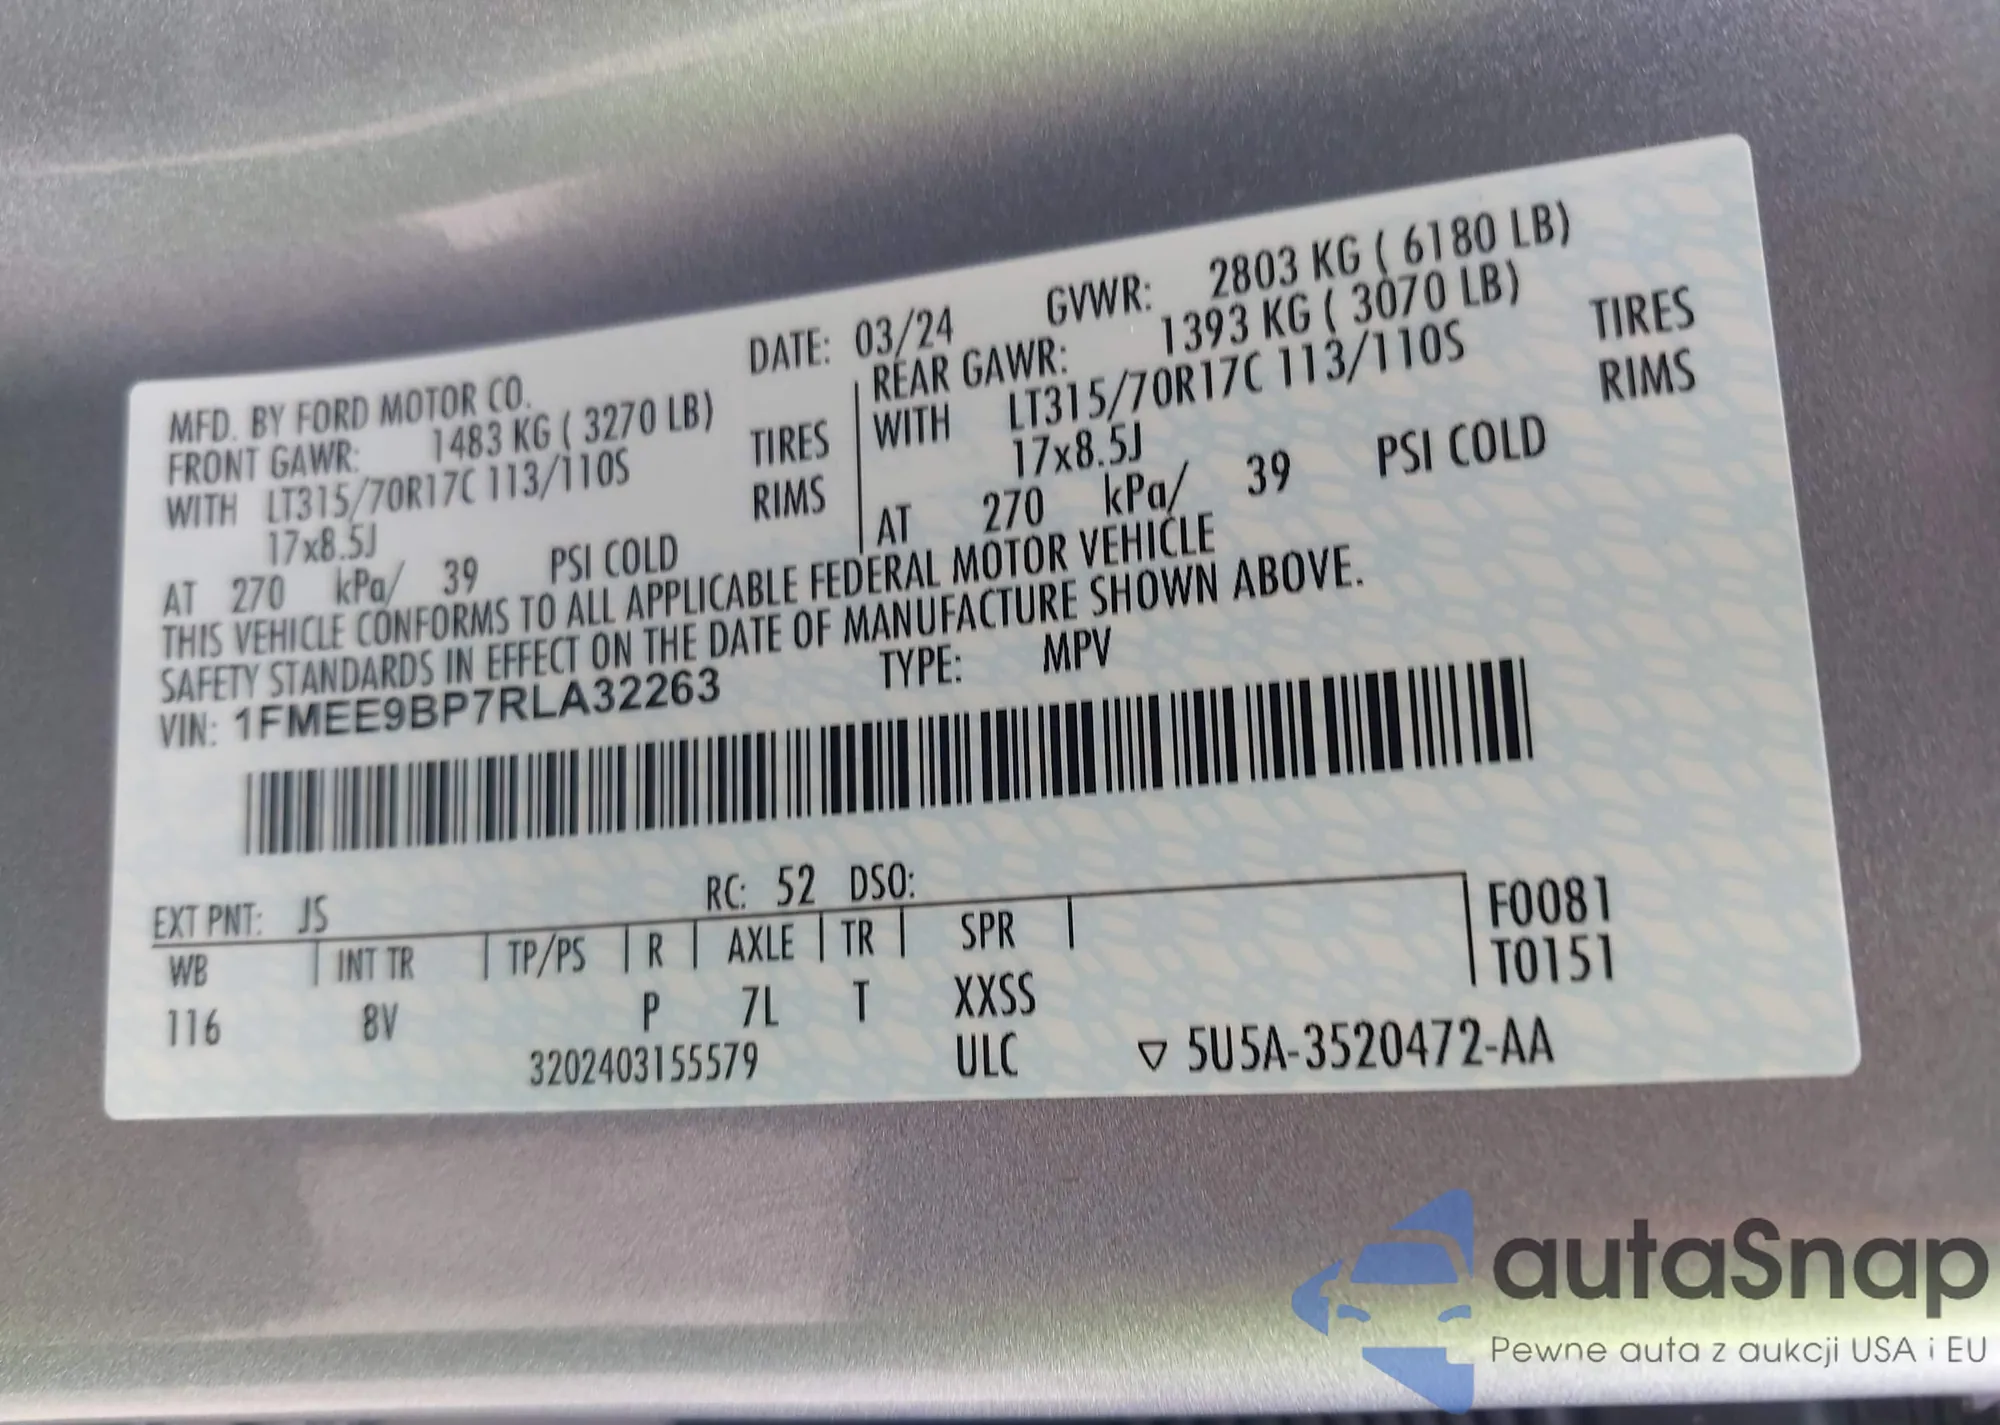 MFD. BY FORD MOTOR CO. DATE: 03/24 GVWR: 2803 KG ( 6180 LB)
FRONT GAWR: 1483 KG ( 3270 LB) REAR GAWR: 1393 KG ( 3070 LB)
WITH LT315/70R17C 113/110S TIRES WITH LT315/70R17C 113/110S TIRES
17x8.5J RIMS 17x8.5J RIMS
AT 270 kPa/ 39 PSI COLD AT 270 kPa/ 39 PSI COLD
THIS VEHICLE CONFORMS TO ALL APPLICABLE FEDERAL MOTOR VEHICLE
SAFETY STANDARDS IN EFFECT ON THE DATE OF MANUFACTURE SHOWN ABOVE.
VIN: 1FMEE9BP7RLA32263 TYPE: MPV
EXT PNT: JS RC: 52 DSO:
WB INT TR TP/PS R AXLE TR SPR F0081
T0151
116 8V P 7L T XXSS
3202403155579 ULC ▽ 5U5A-3520472-AA
autaSnap
Pewne auta z aukcji USA i EU